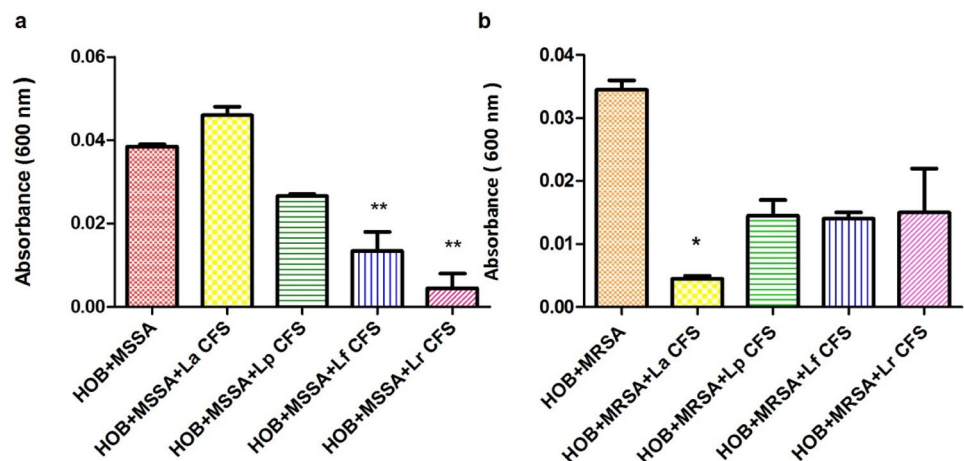 a
Absorbance ( 600 nm )
0.06
0.04
0.02
0.00
**
**
HOB+MSSA
HOB+MSSA+La CFS
HOB+MSSA+Lp CFS
HOB+MSSA+Lf CFS
HOB+MSSA+Lr CFS
b
Absorbance ( 600 nm )
0.04
0.03
0.02
0.01
0.00
*
HOB+MRSA
HOB+MRSA+La CFS
HOB+MRSA+Lp CFS
HOB+MRSA+Lf CFS
HOB+MRSA+Lr CFS